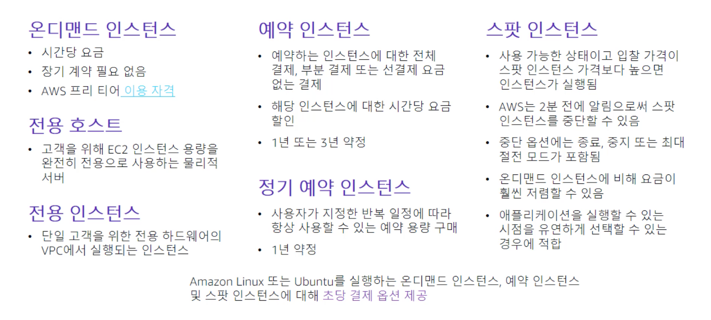 온디맨드 인스턴스
• 시간당 요금
• 장기 계약 필요 없음
• AWS 프리 티어 이용 자격
전용 호스트
• 고객을 위해 EC2 인스턴스 용량을
완전히 전용으로 사용하는 물리적
서버
전용 인스턴스
• 단일 고객을 위한 전용 하드웨어의
VPC에서 실행되는 인스턴스
예약 인스턴스
• 예약하는 인스턴스에 대한 전체
결제, 부분 결제 또는 선결제 요금
없는 결제
• 해당 인스턴스에 대한 시간당 요금
할인
• 1년 또는 3년 약정
정기 예약 인스턴스
• 사용자가 지정한 반복 일정에 따라
항상 사용할 수 있는 예약 용량 구매
• 1년 약정
스팟 인스턴스
• 사용 가능한 상태이고 입찰 가격이
스팟 인스턴스 가격보다 높으면
인스턴스가 실행됨
• AWS는 2분 전에 알림으로써 스팟
인스턴스를 중단할 수 있음
• 중단 옵션에는 종료, 중지 또는 최대
절전 모드가 포함됨
• 온디맨드 인스턴스에 비해 요금이
훨씬 저렴할 수 있음
• 애플리케이션을 실행할 수 있는
시점을 유연하게 선택할 수 있는
경우에 적합
Amazon Linux 또는 Ubuntu를 실행하는 온디맨드 인스턴스, 예약 인스턴스
및 스팟 인스턴스에 대해 초당 결제 옵션 제공